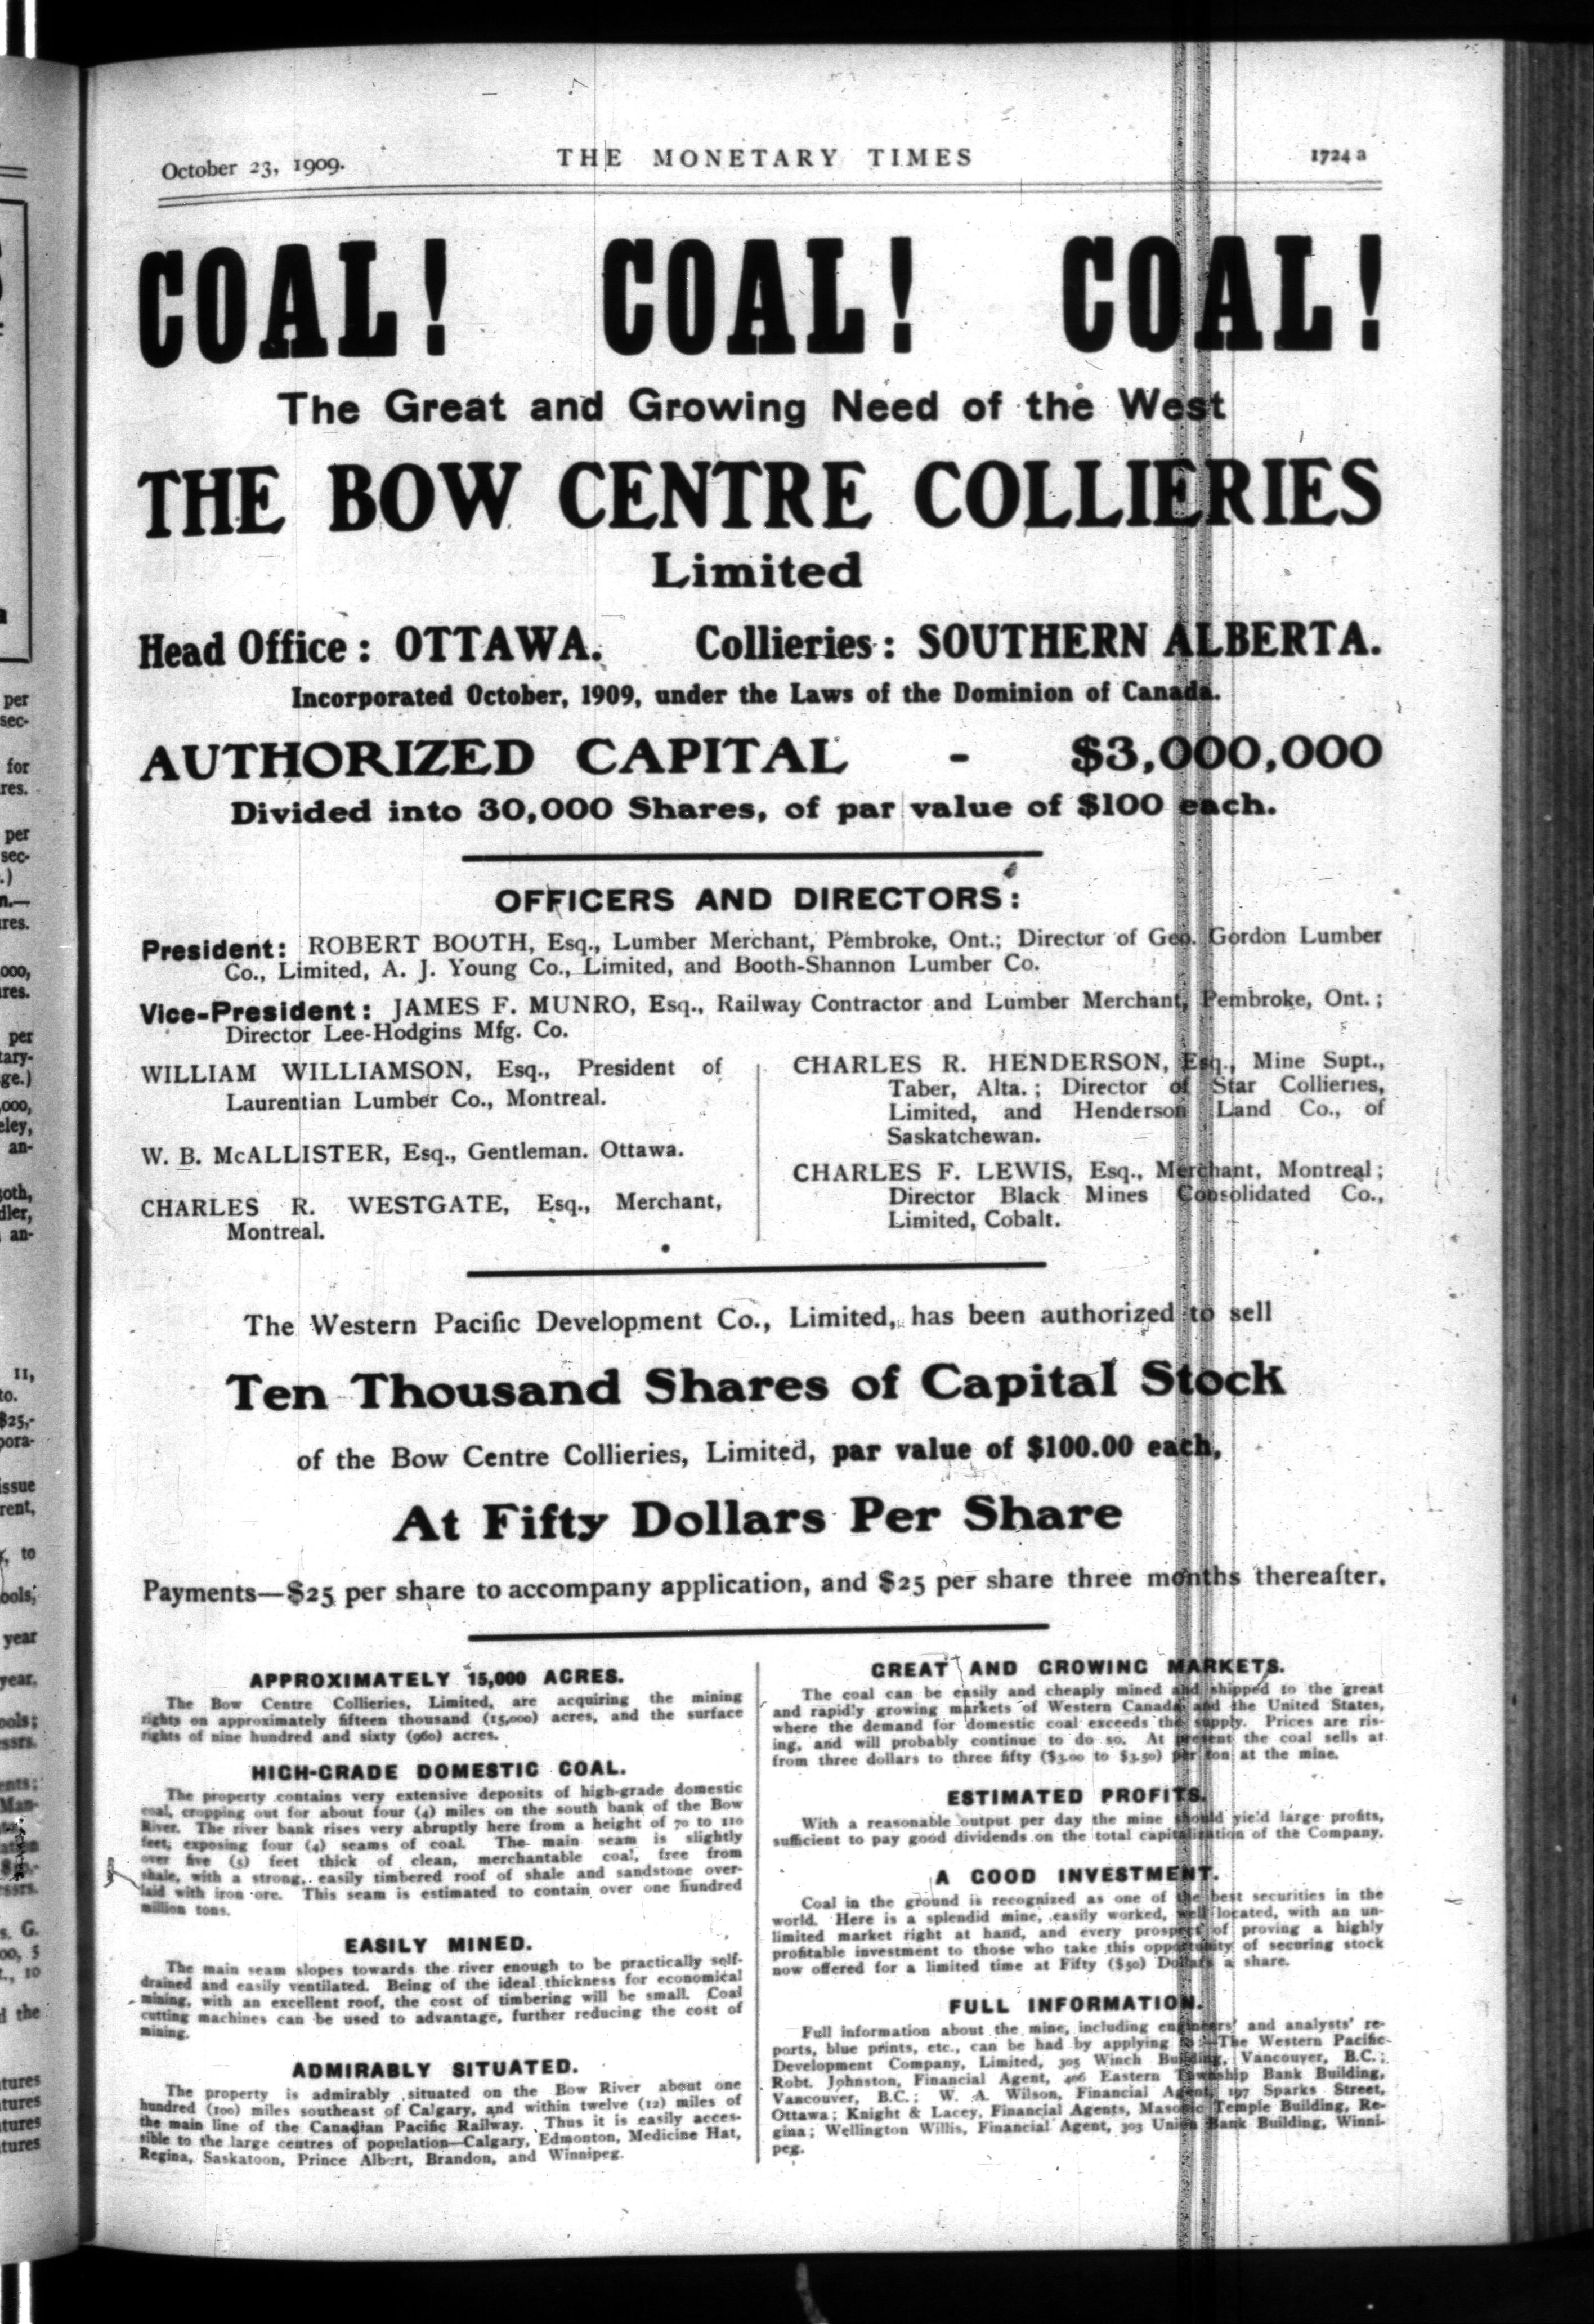 October 23, 1909.
THE MONETARY TIMES
1724a
COAL! COAL! COAL!
The Great and Growing Need of the West
THE BOW CENTRE COLLIERIES
Limited
Head Office: OTTAWA. Collieries: SOUTHERN ALBERTA.
Incorporated October, 1909, under the Laws of the Dominion of Canada.
AUTHORIZED CAPITAL - $3,000,000
Divided into 30,000 Shares, of par value of $100 each.
OFFICERS AND DIRECTORS:
President: ROBERT BOOTH, Esq., Lumber Merchant, Pembroke, Ont.; Director of Geo. Gordon Lumber
Co., Limited, A. J. Young Co., Limited, and Booth-Shannon Lumber Co.
Vice-President: JAMES F. MUNRO, Esq., Railway Contractor and Lumber Merchant, Pembroke, Ont.;
Director Lee-Hodgins Mfg. Co.
WILLIAM WILLIAMSON, Esq., President of
Laurentian Lumber Co., Montreal.
W. B. McALLISTER, Esq., Gentleman. Ottawa.
CHARLES R. WESTGATE, Esq., Merchant,
Montreal.
CHARLES R. HENDERSON, Esq., Mine Supt.,
Taber, Alta.; Director of Star Collieries,
Limited, and Henderson Land Co., of
Saskatchewan.
CHARLES F. LEWIS, Esq., Merchant, Montreal;
Director Black Mines Consolidated Co.,
Limited, Cobalt.
The Western Pacific Development Co., Limited, has been authorized to sell
Ten Thousand Shares of Capital Stock
of the Bow Centre Collieries, Limited, par value of $100.00 each,
At Fifty Dollars Per Share
Payments—$25 per share to accompany application, and $25 per share three months thereafter.
APPROXIMATELY 15,000 ACRES.
The Bow Centre Collieries, Limited, are acquiring the mining
rights on approximately fifteen thousand (15,000) acres, and the surface
rights of nine hundred and sixty (960) acres.
HIGH-GRADE DOMESTIC COAL.
The property contains very extensive deposits of high-grade domestic
coal, cropping out for about four (4) miles on the south bank of the Bow
River. The river bank rises very abruptly here from a height of 70 to 110
feet, exposing four (4) seams of coal. The main seam is slightly
over five (5) feet thick of clean, merchantable coal, free from
shale, with a strong, easily timbered roof of shale and sandstone over-
laid with iron ore. This seam is estimated to contain over one hundred
million tons.
EASILY MINED.
The main seam slopes towards the river enough to be practically self-
drained and easily ventilated. Being of the ideal thickness for economical
mining, with an excellent roof, the cost of timbering will be small. Coal
cutting machines can be used to advantage, further reducing the cost of
mining.
ADMIRABLY SITUATED.
The property is admirably situated on the Bow River about one
hundred (100) miles southeast of Calgary, and within twelve (12) miles of
the main line of the Canadian Pacific Railway. Thus it is easily acces-
sible to the large centres of population—Calgary, Edmonton, Medicine Hat,
Regina, Saskatoon, Prince Albert, Brandon, and Winnipeg.
GREAT AND GROWING MARKETS.
The coal can be easily and cheaply mined and shipped to the great
and rapidly growing markets of Western Canada and the United States,
where the demand for domestic coal exceeds the supply. Prices are ris-
ing, and will probably continue to do so. At present the coal sells at
from three dollars to three fifty ($3.00 to $3.50) per ton at the mine.
ESTIMATED PROFITS.
With a reasonable output per day the mine should yield large profits,
sufficient to pay good dividends on the total capitalization of the Company.
A GOOD INVESTMENT.
Coal in the ground is recognized as one of the best securities in the
world. Here is a splendid mine, easily worked, well located, with an un-
limited market right at hand, and every prospect of proving a highly
profitable investment to those who take this opportunity of securing stock
now offered for a limited time at Fifty ($50) Dollars a share.
FULL INFORMATION.
Full information about the mine, including engineers' and analysts' re-
ports, blue prints, etc., can be had by applying to:—The Western Pacific
Development Company, Limited, 305 Winch Building, Vancouver, B.C.;
Robt. Johnston, Financial Agent, 406 Eastern Township Bank Building,
Vancouver, B.C.; W. A. Wilson, Financial Agent, 197 Sparks Street,
Ottawa; Knight & Lacey, Financial Agents, Masonic Temple Building, Re-
gina; Wellington Willis, Financial Agent, 303 Union Bank Building, Winni-
peg.